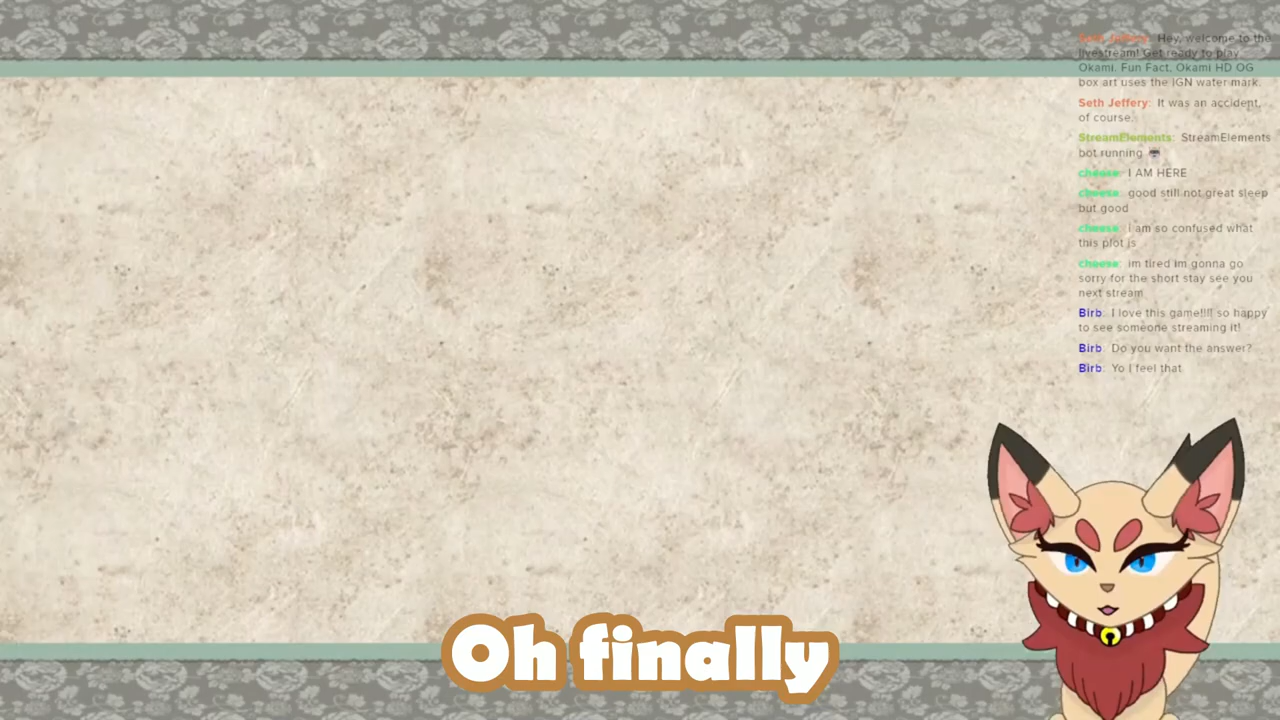 Seth Jeffery: Hey, welcome to the
livestream! Get ready to play
Okami. Fun Fact, Okami HD OG
box art uses the IGN water mark.
Seth Jeffery: It was an accident,
of course.
StreamElements: StreamElements
bot running
cheese: I AM HERE
cheese: good still not great sleep
but good
cheese: i am so confused what
this plot is
cheese: im tired im gonna go
sorry for the short stay see you
next stream
Birb: I love this game!!!! so happy
to see someone streaming it!
Birb: Do you want the answer?
Birb: Yo I feel that
Oh finally